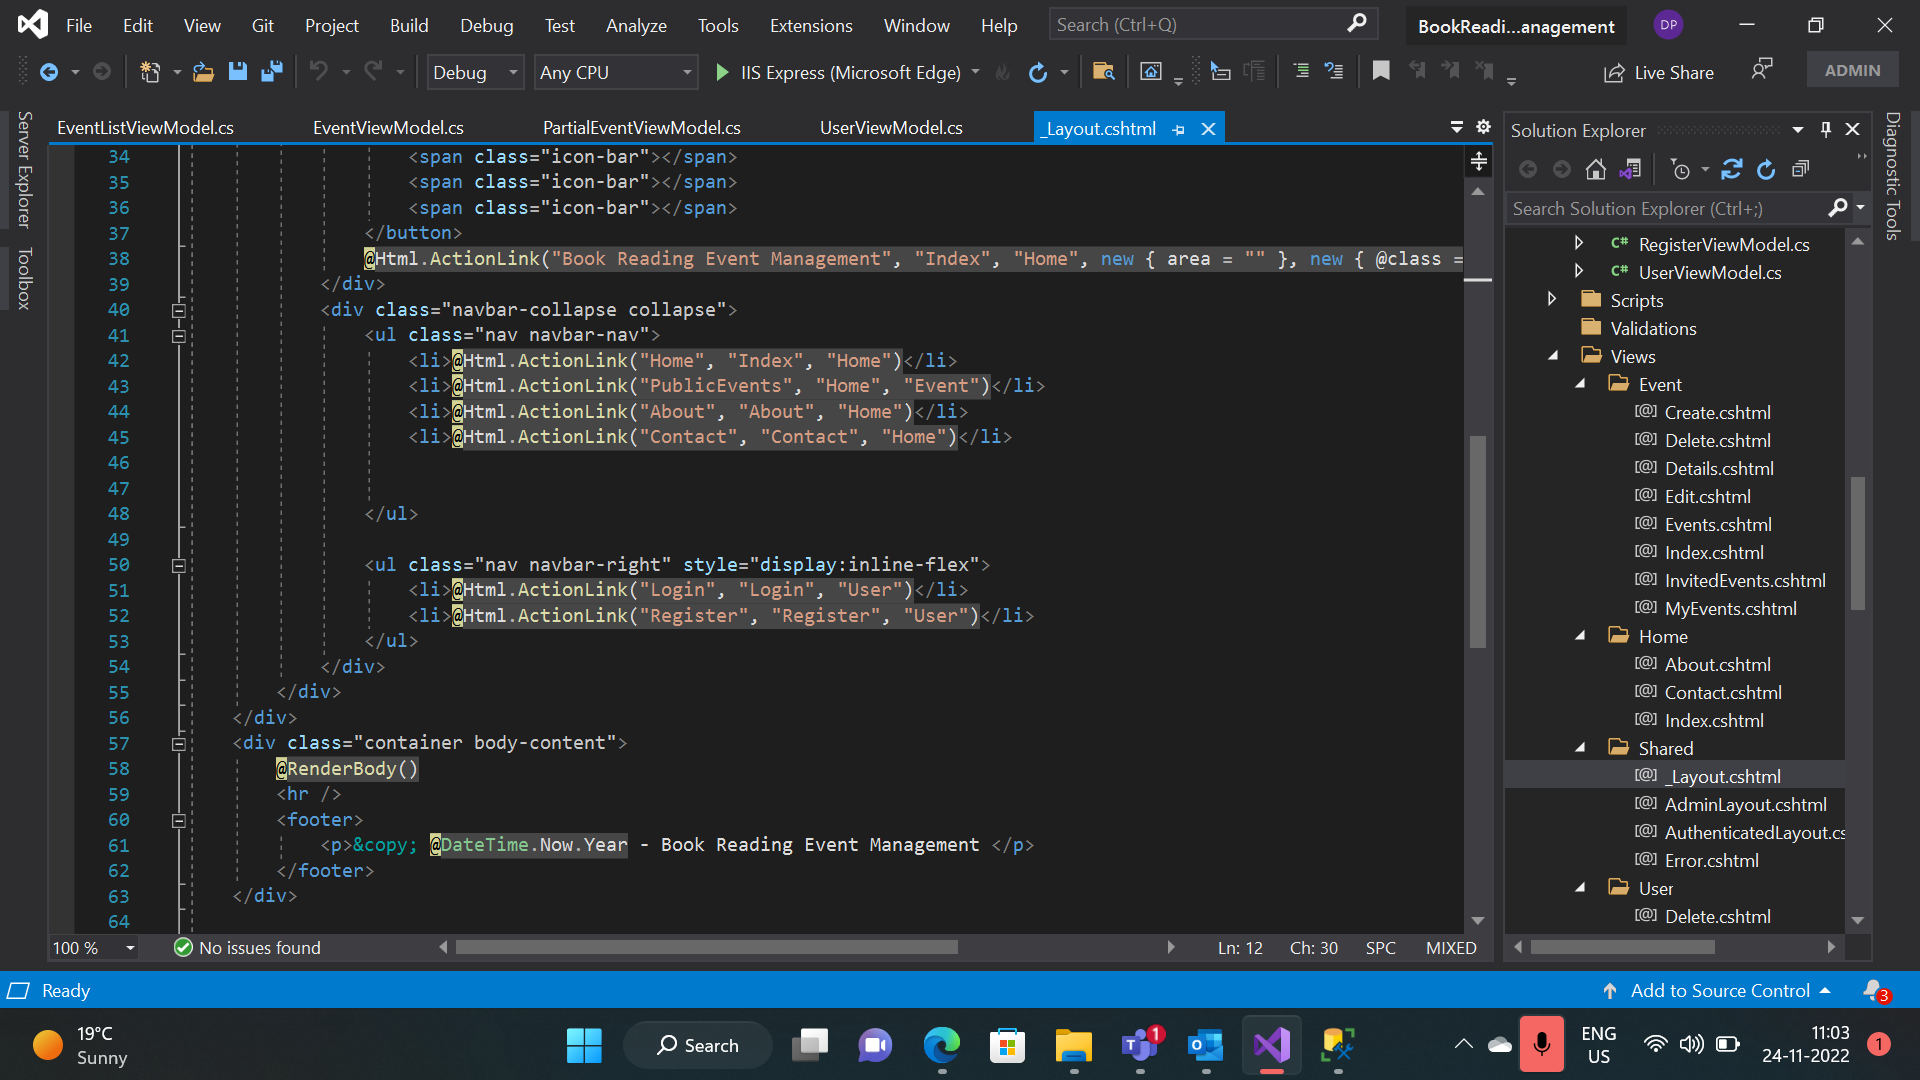 File Edit View Git Project Build Debug Test Analyze Tools Extensions Window Help Search (Ctrl+Q) BookReadi...anagement DP
Debug Any CPU IIS Express (Microsoft Edge) Live Share ADMIN
EventListViewModel.cs EventViewModel.cs PartialEventViewModel.cs UserViewModel.cs _Layout.cshtml
Server Explorer
Toolbox
34 <span class="icon-bar"></span>
35 <span class="icon-bar"></span>
36 <span class="icon-bar"></span>
37 </button>
38 @Html.ActionLink("Book Reading Event Management", "Index", "Home", new { area = "" }, new { @class =
39 </div>
40 <div class="navbar-collapse collapse">
41 <ul class="nav navbar-nav">
42 <li>@Html.ActionLink("Home", "Index", "Home")</li>
43 <li>@Html.ActionLink("PublicEvents", "Home", "Event")</li>
44 <li>@Html.ActionLink("About", "About", "Home")</li>
45 <li>@Html.ActionLink("Contact", "Contact", "Home")</li>
46
47
48 </ul>
49
50 <ul class="nav navbar-right" style="display:inline-flex">
51 <li>@Html.ActionLink("Login", "Login", "User")</li>
52 <li>@Html.ActionLink("Register", "Register", "User")</li>
53 </ul>
54 </div>
55 </div>
56 </div>
57 <div class="container body-content">
58 @RenderBody()
59 <hr />
60 <footer>
61 <p>&copy; @DateTime.Now.Year - Book Reading Event Management </p>
62 </footer>
63 </div>
64
100 % No issues found Ln: 12 Ch: 30 SPC MIXED
Solution Explorer
Search Solution Explorer (Ctrl+;)
C# RegisterViewModel.cs
C# UserViewModel.cs
Scripts
Validations
Views
Event
[@] Create.cshtml
[@] Delete.cshtml
[@] Details.cshtml
[@] Edit.cshtml
[@] Events.cshtml
[@] Index.cshtml
[@] InvitedEvents.cshtml
[@] MyEvents.cshtml
Home
[@] About.cshtml
[@] Contact.cshtml
[@] Index.cshtml
Shared
[@] _Layout.cshtml
[@] AdminLayout.cshtml
[@] AuthenticatedLayout.cs
[@] Error.cshtml
User
[@] Delete.cshtml
Diagnostic Tools
Ready Add to Source Control 3
19°C
Sunny
Search
1
ENG
US
11:03
24-11-2022
1